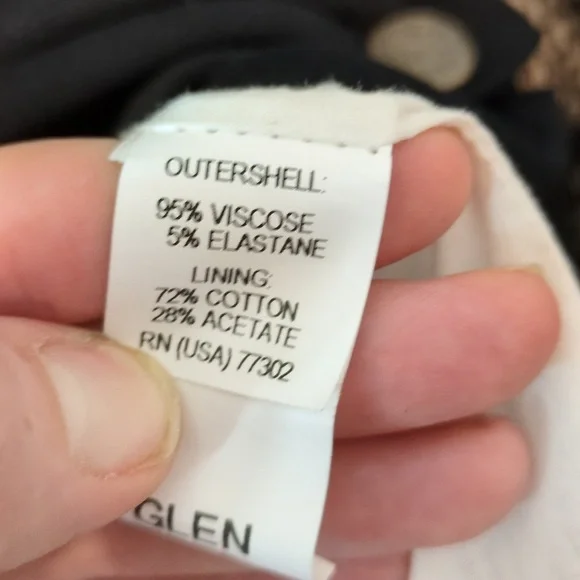 OUTERSHELL:
95% VISCOSE
5% ELASTANE
LINING:
72% COTTON
28% ACETATE
RN (USA) 77302
GLEN